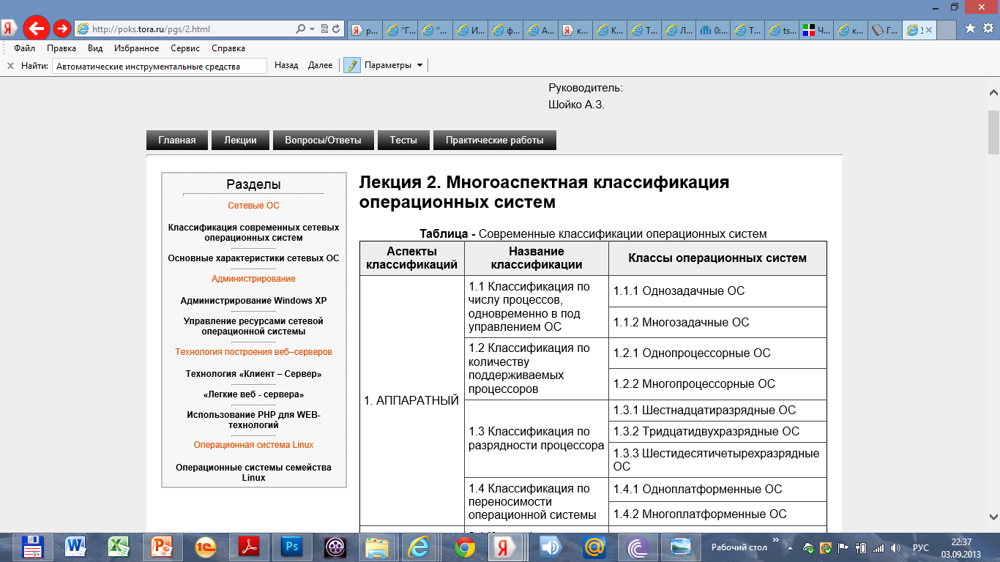 http://poks.tora.ru/pgs/2.html
р...
"Г...
"...
И...
ф...
А...
к...
К...
Т...
Л...
0:...
Т...
ts...
Ч...
к...
Г...
Файл Правка Вид Избранное Сервис Справка
Найти: Автоматические инструментальные средства Назад Далее Параметры
Руководитель:
Шойко А.З.
Главная Лекции Вопросы/Ответы Тесты Практические работы
Разделы
Сетевые ОС
Классификация современных сетевых
операционных систем
Основные характеристики сетевых ОС
Администрирование
Администрирование Windows XP
Управление ресурсами сетевой
операционной системы
Технология построения веб–серверов
Технология «Клиент – Сервер»
«Легкие веб - сервера»
Использование PHP для WEB-
технологий
Операционная система Linux
Операционные системы семейства
Linux
Лекция 2. Многоаспектная классификация
операционных систем
Таблица - Современные классификации операционных систем
Аспекты
классификаций
Название
классификации
Классы операционных систем
1. АППАРАТНЫЙ
1.1 Классификация по
числу процессов,
одновременно в под
управлением ОС
1.1.1 Однозадачные ОС
1.1.2 Многозадачные ОС
1.2 Классификация по
количеству
поддерживаемых
процессоров
1.2.1 Однопроцессорные ОС
1.2.2 Многопроцессорные ОС
1.3 Классификация по
разрядности процессора
1.3.1 Шестнадцатиразрядные ОС
1.3.2 Тридцатидвухразрядные ОС
1.3.3 Шестидесятичетырехразрядные
ОС
1.4 Классификация по
переносимости
операционной системы
1.4.1 Одноплатформенные ОС
1.4.2 Многоплатформенные ОС
Рабочий стол
РУС
22:37
03.09.2013